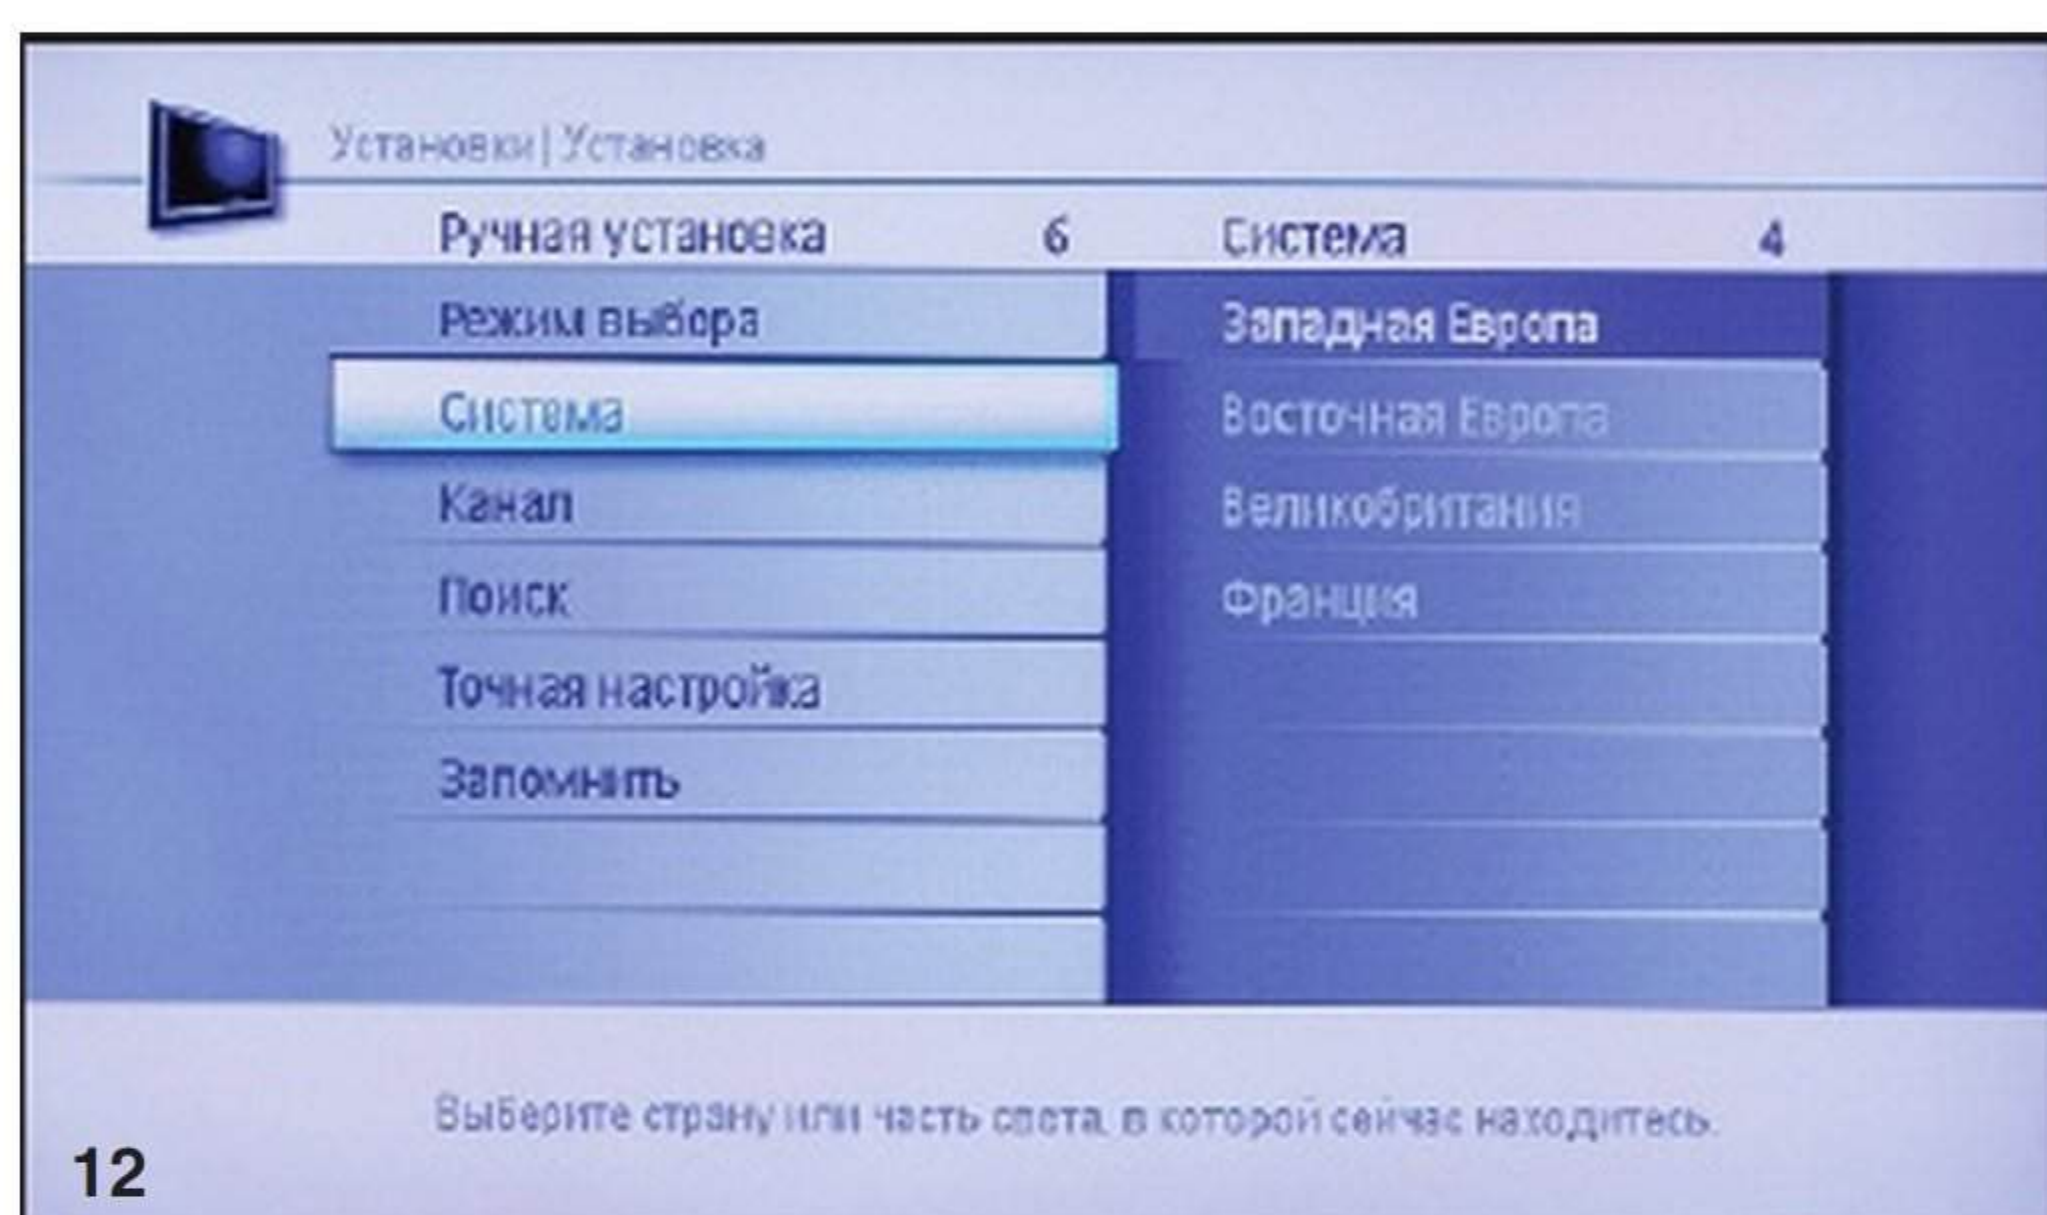 Установки | Установка
Ручная установка 6 Система 4
Режим выбора Западная Европа
Система Восточная Европа
Канал Великобритания
Поиск Франция
Точная настройка
Запомнить
Выберите страну или часть света, в которой сейчас находитесь.
12